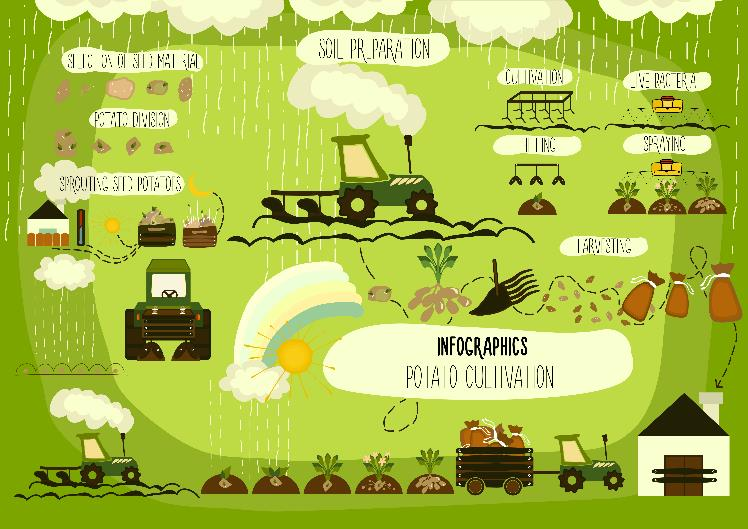 SOIL PREPARATION
SELECTION OF SEED MATERIAL
POTATO DIVISION
SPROUTING SEED POTATOES
CULTIVATION
LIVE BACTERIA
HILLING
SPRAYING
HARVESTING
INFOGRAPHICS
POTATO CULTIVATION